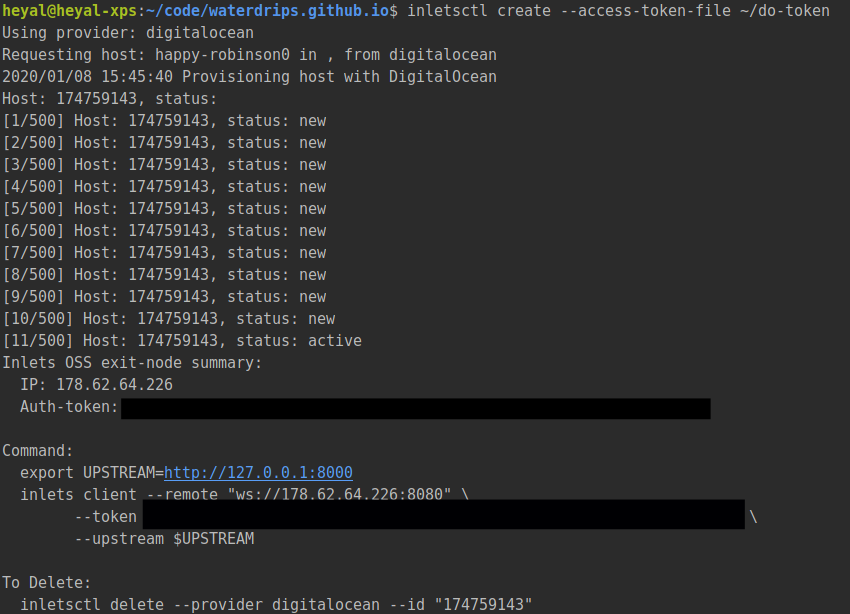 heyal@heyal-xps:~/code/waterdrips.github.io$ inletsctl create --access-token-file ~/do-token
Using provider: digitalocean
Requesting host: happy-robinson0 in , from digitalocean
2020/01/08 15:45:40 Provisioning host with DigitalOcean
Host: 174759143, status:
[1/500] Host: 174759143, status: new
[2/500] Host: 174759143, status: new
[3/500] Host: 174759143, status: new
[4/500] Host: 174759143, status: new
[5/500] Host: 174759143, status: new
[6/500] Host: 174759143, status: new
[7/500] Host: 174759143, status: new
[8/500] Host: 174759143, status: new
[9/500] Host: 174759143, status: new
[10/500] Host: 174759143, status: new
[11/500] Host: 174759143, status: active
Inlets OSS exit-node summary:
  IP: 178.62.64.226
  Auth-token:

Command:
  export UPSTREAM=http://127.0.0.1:8000
  inlets client --remote "ws://178.62.64.226:8080" \
        --token \
        --upstream $UPSTREAM

To Delete:
  inletsctl delete --provider digitalocean --id "174759143"